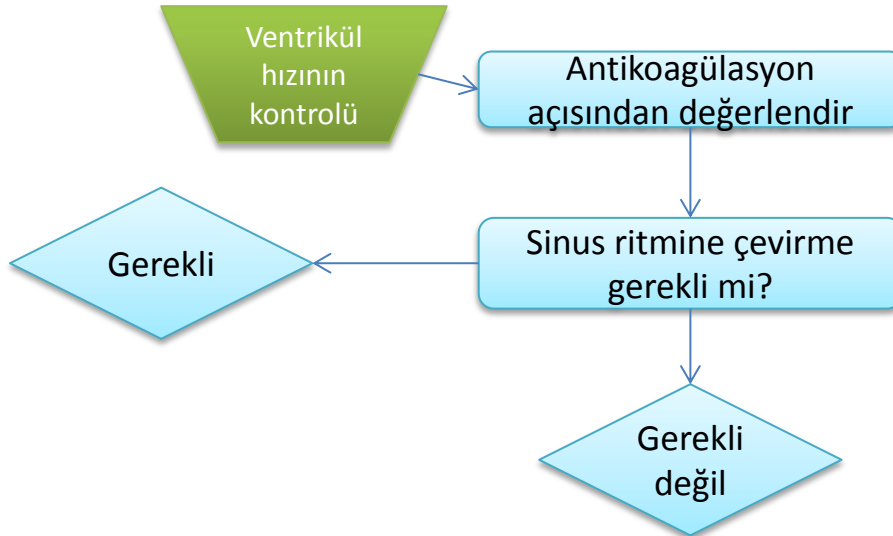 Ventrikül
hızının
kontrolü
Antikoagülasyon
açısından değerlendir
Sinus ritmine çevirme
gerekli mi?
Gerekli
Gerekli
değil